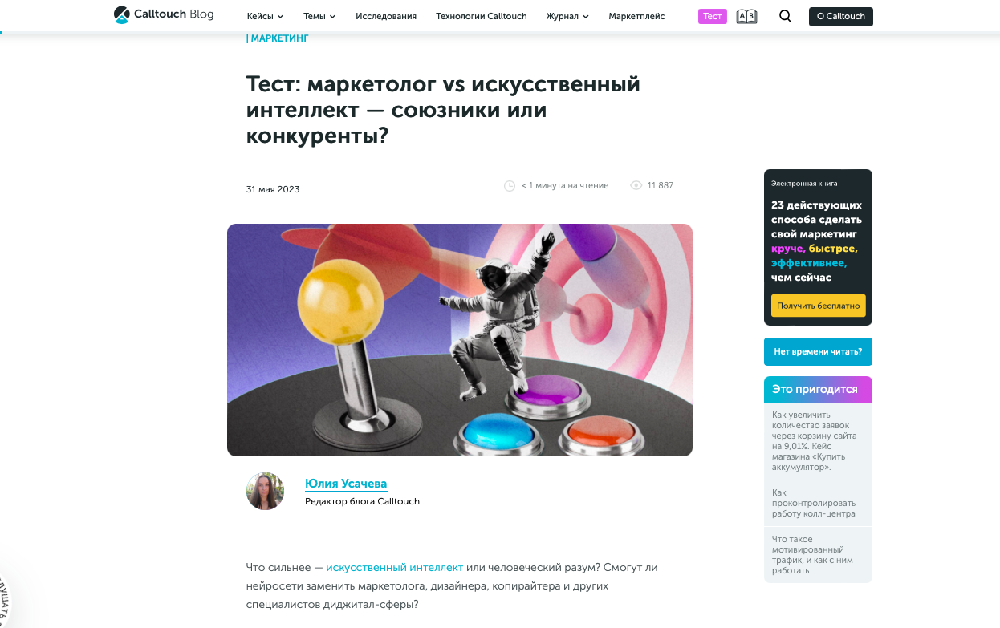 Calltouch Blog
Кейсы
Темы
Исследования
Технологии Calltouch
Журнал
Маркетплейс
Тест
A B
О Calltouch
| МАРКЕТИНГ
Тест: маркетолог vs искусственный
интеллект — союзники или
конкуренты?
31 мая 2023
< 1 минута на чтение
11 887
Юлия Усачева
Редактор блога Calltouch
Что сильнее — искусственный интеллект или человеческий разум? Смогут ли
нейросети заменить маркетолога, дизайнера, копирайтера и других
специалистов диджитал-сферы?
Электронная книга
23 действующих
способа сделать
свой маркетинг
круче, быстрее,
эффективнее,
чем сейчас
Получить бесплатно
Нет времени читать?
Это пригодится
Как увеличить
количество заявок
через корзину сайта
на 9,01%. Кейс
магазина «Купить
аккумулятор».
Как
проконтролировать
работу колл-центра
Что такое
мотивированный
трафик, и как с ним
работать